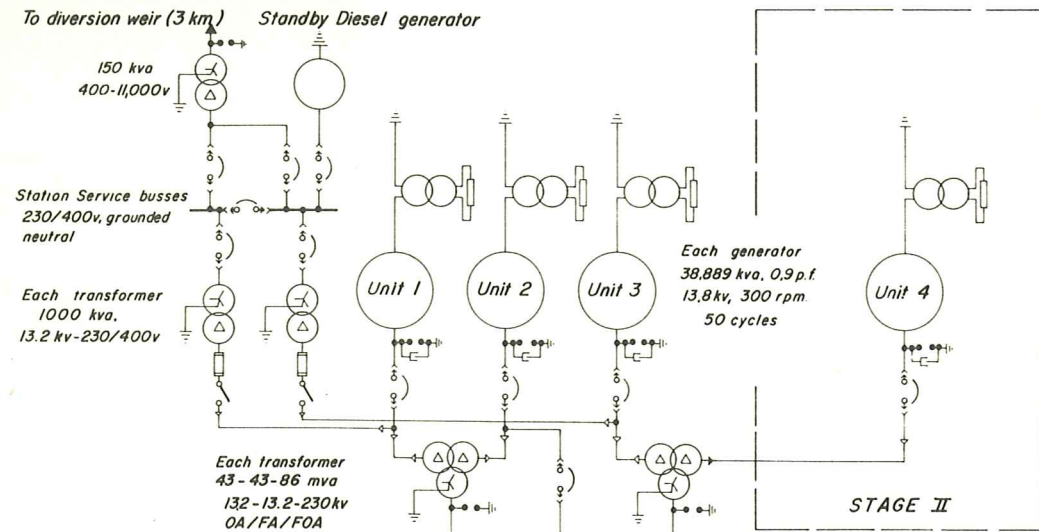 To diversion weir (3 km)
Standby Diesel generator
150 kva
400-11,000v
Station Service busses
230/400v, grounded
neutral
Each transformer
1000 kva,
13.2 kv-230/400v
Unit 1
Unit 2
Unit 3
Each generator
38,889 kva, 0,9 p.f.
13,8 kv, 300 rpm.
50 cycles
Unit 4
Each transformer
43-43-86 mva
13,2-13.2-230 kv
OA/FA/FOA
STAGE II